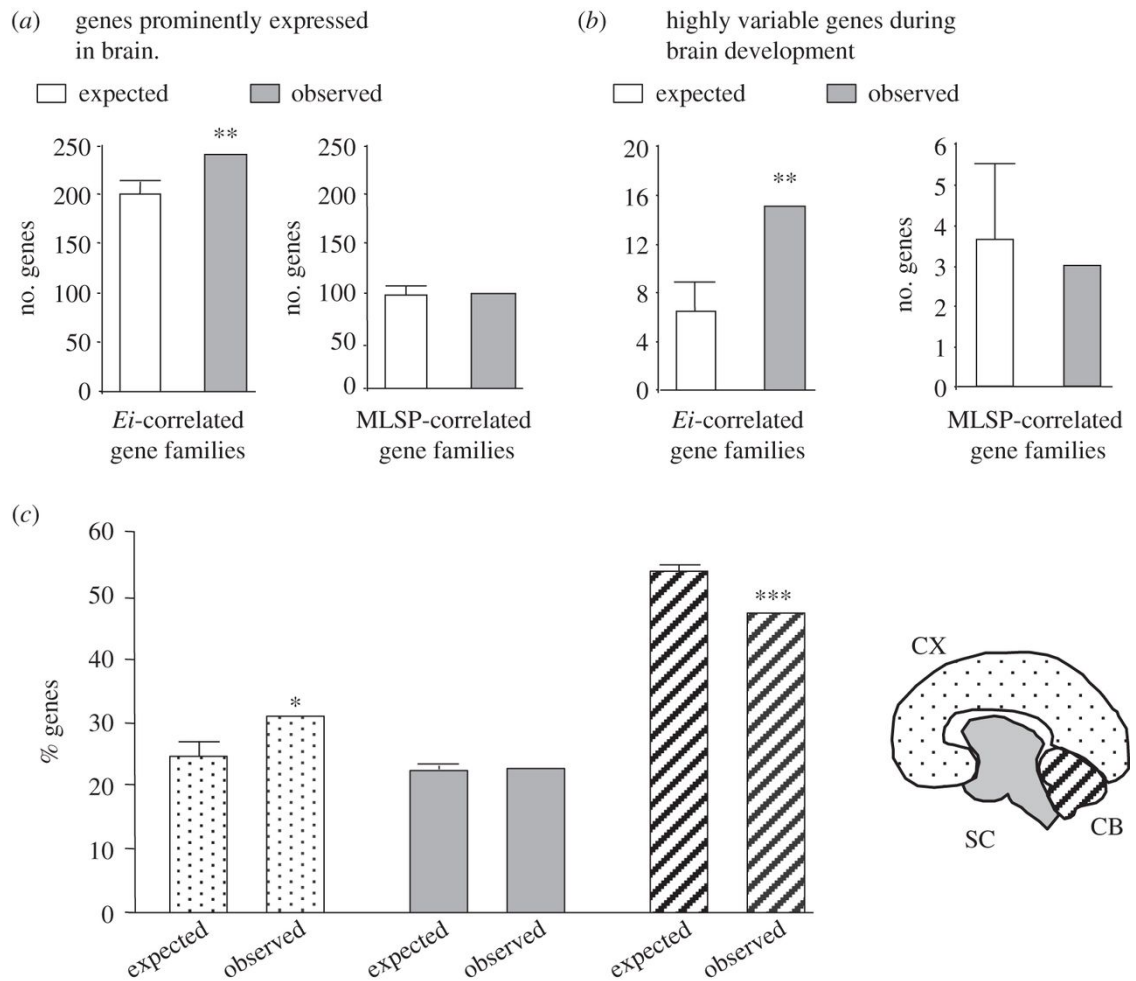 (a) genes prominently expressed
in brain.
expected observed
250
200
150
100
50
0
no. genes
**
Ei-correlated
gene families
250
200
150
100
50
0
no. genes
MLSP-correlated
gene families
(b) highly variable genes during
brain development
expected observed
20
16
12
8
4
0
no. genes
**
Ei-correlated
gene families
6
5
4
3
2
1
0
no. genes
MLSP-correlated
gene families
(c)
60
50
40
30
20
10
0
% genes
*
***
expected observed expected observed expected observed
CX
SC
CB